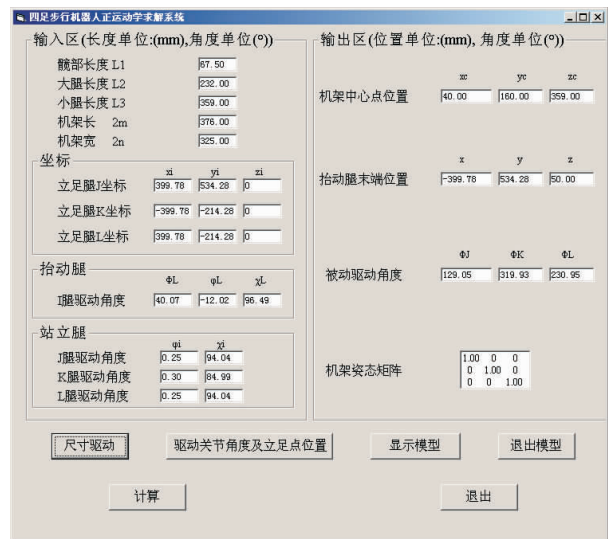 四足步行机器人正运动学求解系统
输入区(长度单位:(mm),角度单位(°))
髋部长度 L1 67.50
大腿长度 L2 232.00
小腿长度 L3 359.00
机架长 2m 376.00
机架宽 2n 325.00
坐标
xi yi zi
立足腿J坐标 399.78 534.28 0
立足腿K坐标 -399.78 -214.28 0
立足腿L坐标 399.78 -214.28 0
抬动腿
ΦL φL χL
I腿驱动角度 40.07 -12.02 96.49
站立腿
φi χi
J腿驱动角度 0.25 94.04
K腿驱动角度 0.30 84.99
L腿驱动角度 0.25 94.04
输出区(位置单位:(mm), 角度单位(°))
xc yc zc
机架中心点位置 40.00 160.00 359.00
x y z
抬动腿末端位置 -399.78 534.28 50.00
ΦJ ΦK ΦL
被动驱动角度 129.05 319.93 230.95
机架姿态矩阵
1.00 0 0
0 1.00 0
0 0 1.00
尺寸驱动 驱动关节角度及立足点位置 显示模型 退出模型
计算 退出